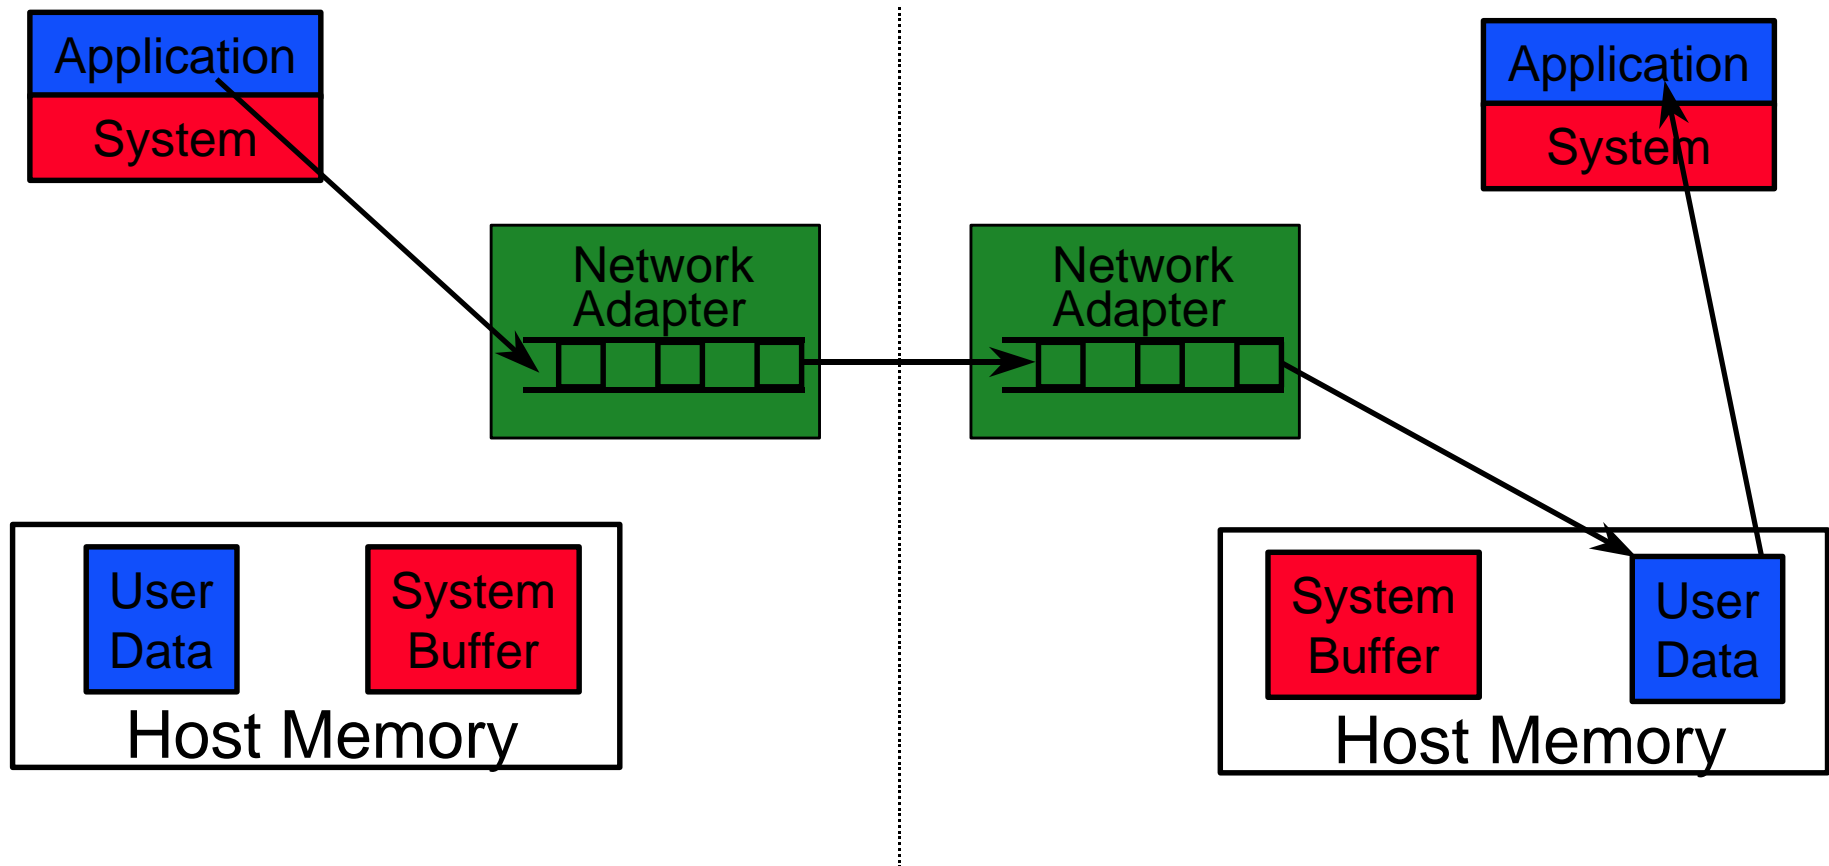 Application
System
Network
Adapter
User
Data
System
Buffer
Host Memory
Application
System
Network
Adapter
System
Buffer
User
Data
Host Memory